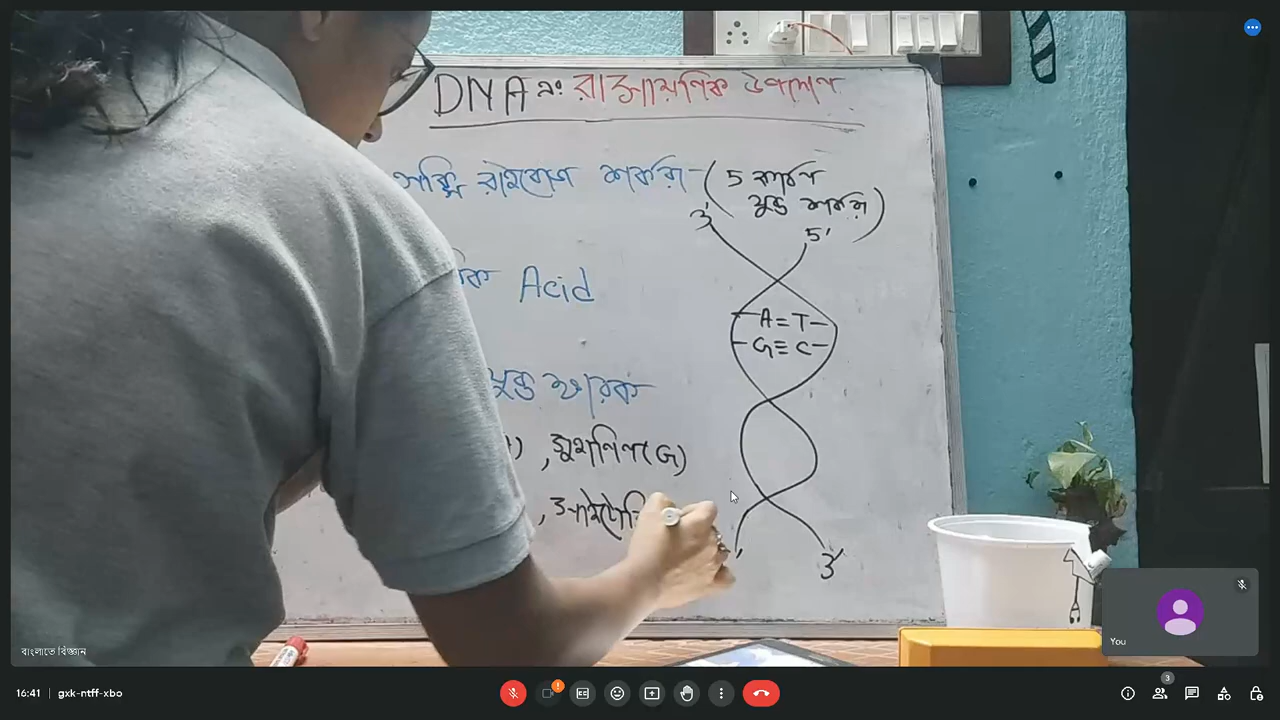 DNA এর রাসায়নিক উপাদান
রাইবোজ শর্করা (5 কার্বন
যুক্ত শর্করা)
3'
5'
Acid
A=T
G≡C
যুক্ত ক্ষারক
, গুয়ানিন(G)
, সাইটোসি
3'
বাংলাতে বিজ্ঞান
You
16:41
gxk-ntff-xbo
3